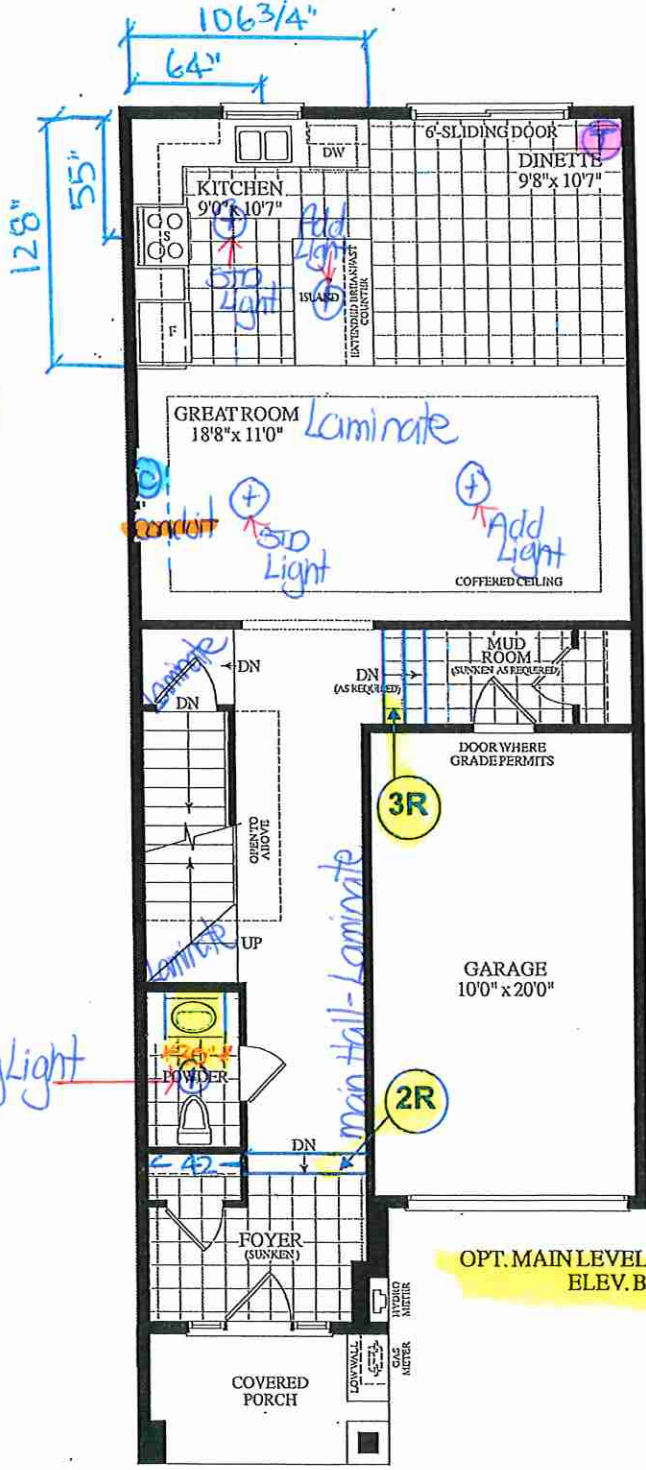 106 3/4"
64"
128"
55"
6'-SLIDING DOOR
DW
DINETTE
9'8" x 10'7"
KITCHEN
9'0" x 10'7"
S
Add
Light
STD
Light
ISLAND
EXTENDED BREAKFAST
COUNTER
F
GREAT ROOM
18'8" x 11'0"
Laminate
C
conduit
STD
Light
Add
Light
COFFERED CEILING
Laminate
DN
DN
DN
(AS REQUIRED)
MUD
ROOM
(SUNKEN AS REQUIRED)
DOOR WHERE
GRADE PERMITS
3R
OPEN TO
ABOVE
UP
Laminate
main Hall - Laminate
GARAGE
10'0" x 20'0"
Light
POWDER
2R
DN
42
FOYER
(SUNKEN)
OPT. MAIN LEVEL
ELEV. B
HYDRO
METER
LOW WALL
GAS
METER
COVERED
PORCH